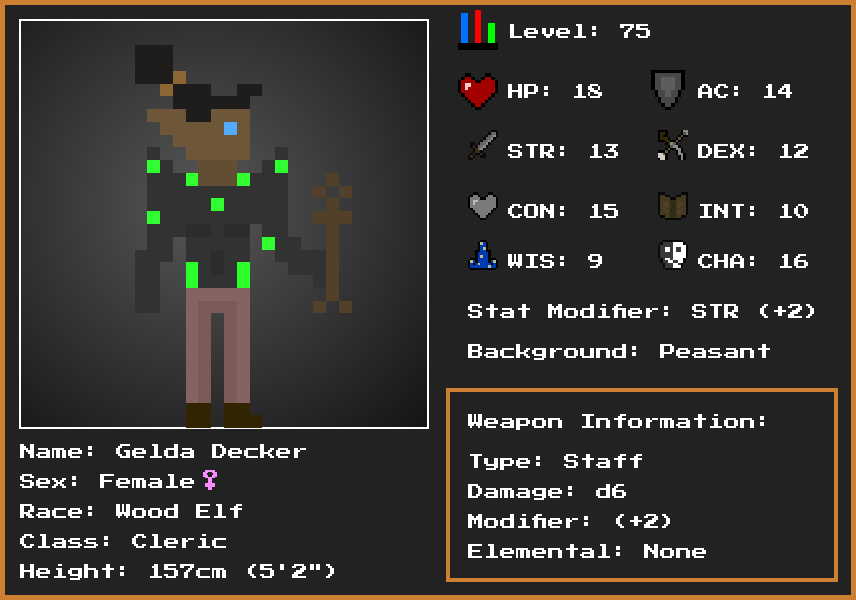 Level: 75
HP: 18 AC: 14
STR: 13 DEX: 12
CON: 15 INT: 10
WIS: 9 CHA: 16
Stat Modifier: STR (+2)
Background: Peasant
Weapon Information:
Type: Staff
Damage: d6
Modifier: (+2)
Elemental: None
Name: Gelda Decker
Sex: Female♀
Race: Wood Elf
Class: Cleric
Height: 157cm (5'2")